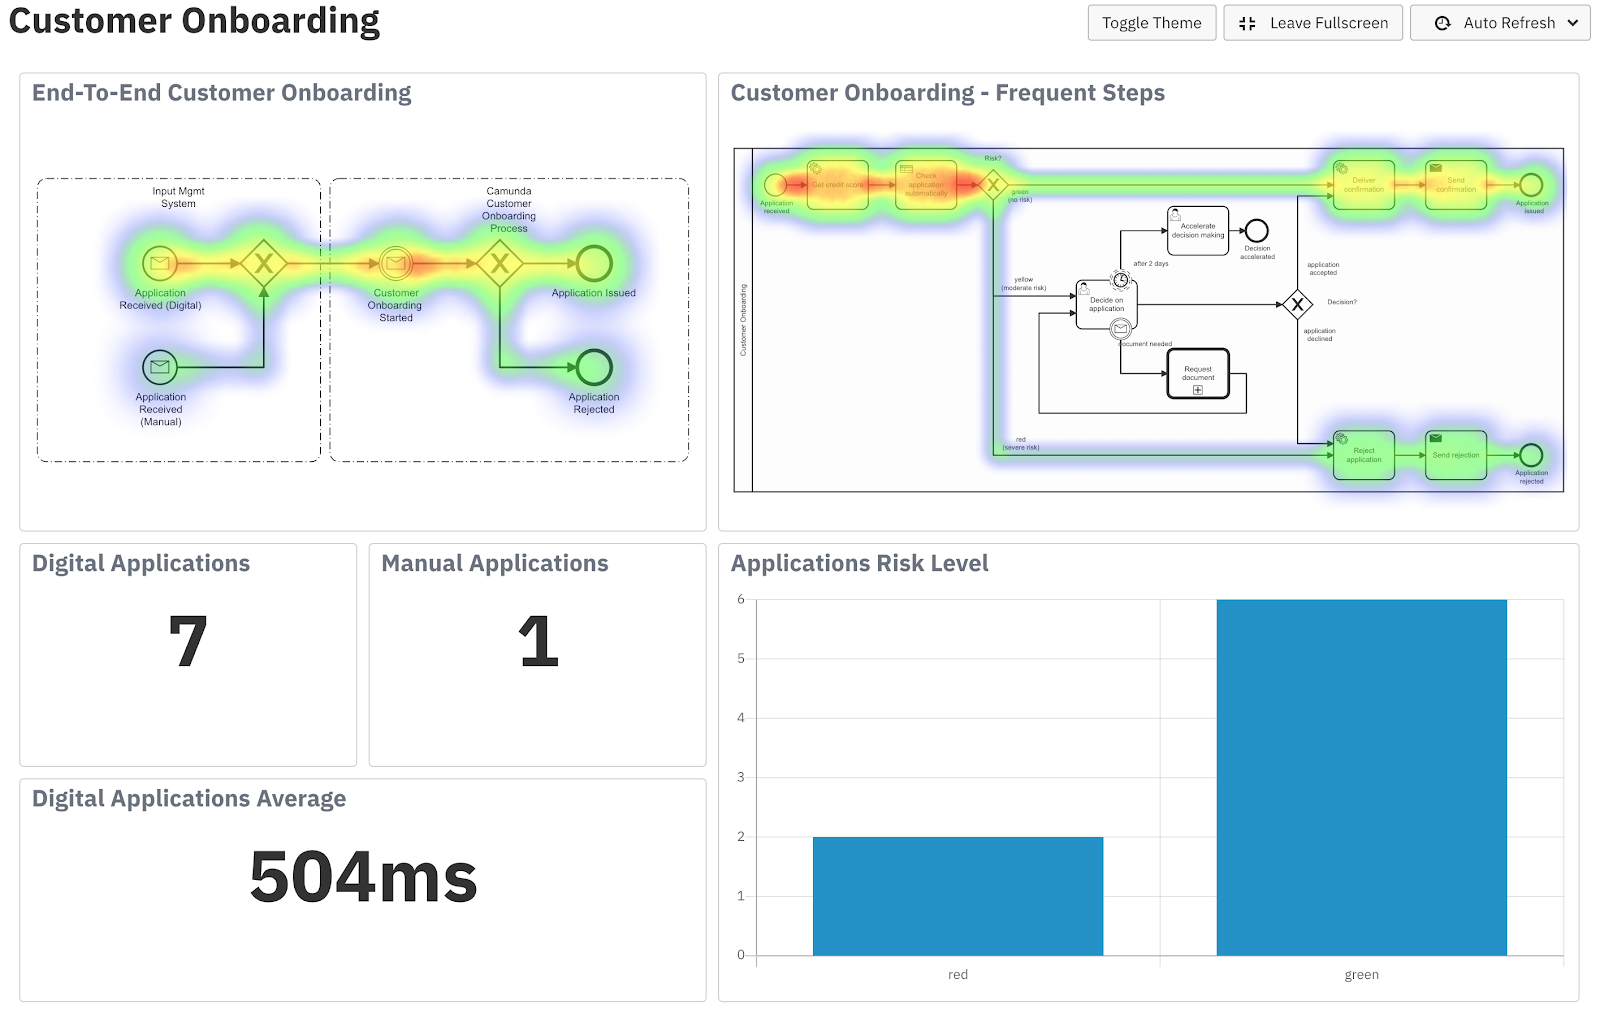 Customer Onboarding
Toggle Theme
Leave Fullscreen
Auto Refresh
End-To-End Customer Onboarding
Input Mgmt
System
Camunda
Customer
Onboarding
Process
Application
Received (Digital)
Customer
Onboarding
Started
Application Issued
Application
Received
(Manual)
Application
Rejected
Customer Onboarding - Frequent Steps
Customer Onboarding
Application
received
Get credit score
Check
application
automatically
Risk?
green
(no risk)
Deliver
confirmation
Send
confirmation
Application
issued
Accelerate
decision making
Decision
accelerated
after 2 days
yellow
(moderate risk)
Decide on
application
application
accepted
Decision?
application
declined
document needed
Request
document
red
(severe risk)
Reject
application
Send rejection
Application
rejected
Digital Applications
7
Manual Applications
1
Digital Applications Average
504ms
Applications Risk Level
6
5
4
3
2
1
0
red
green